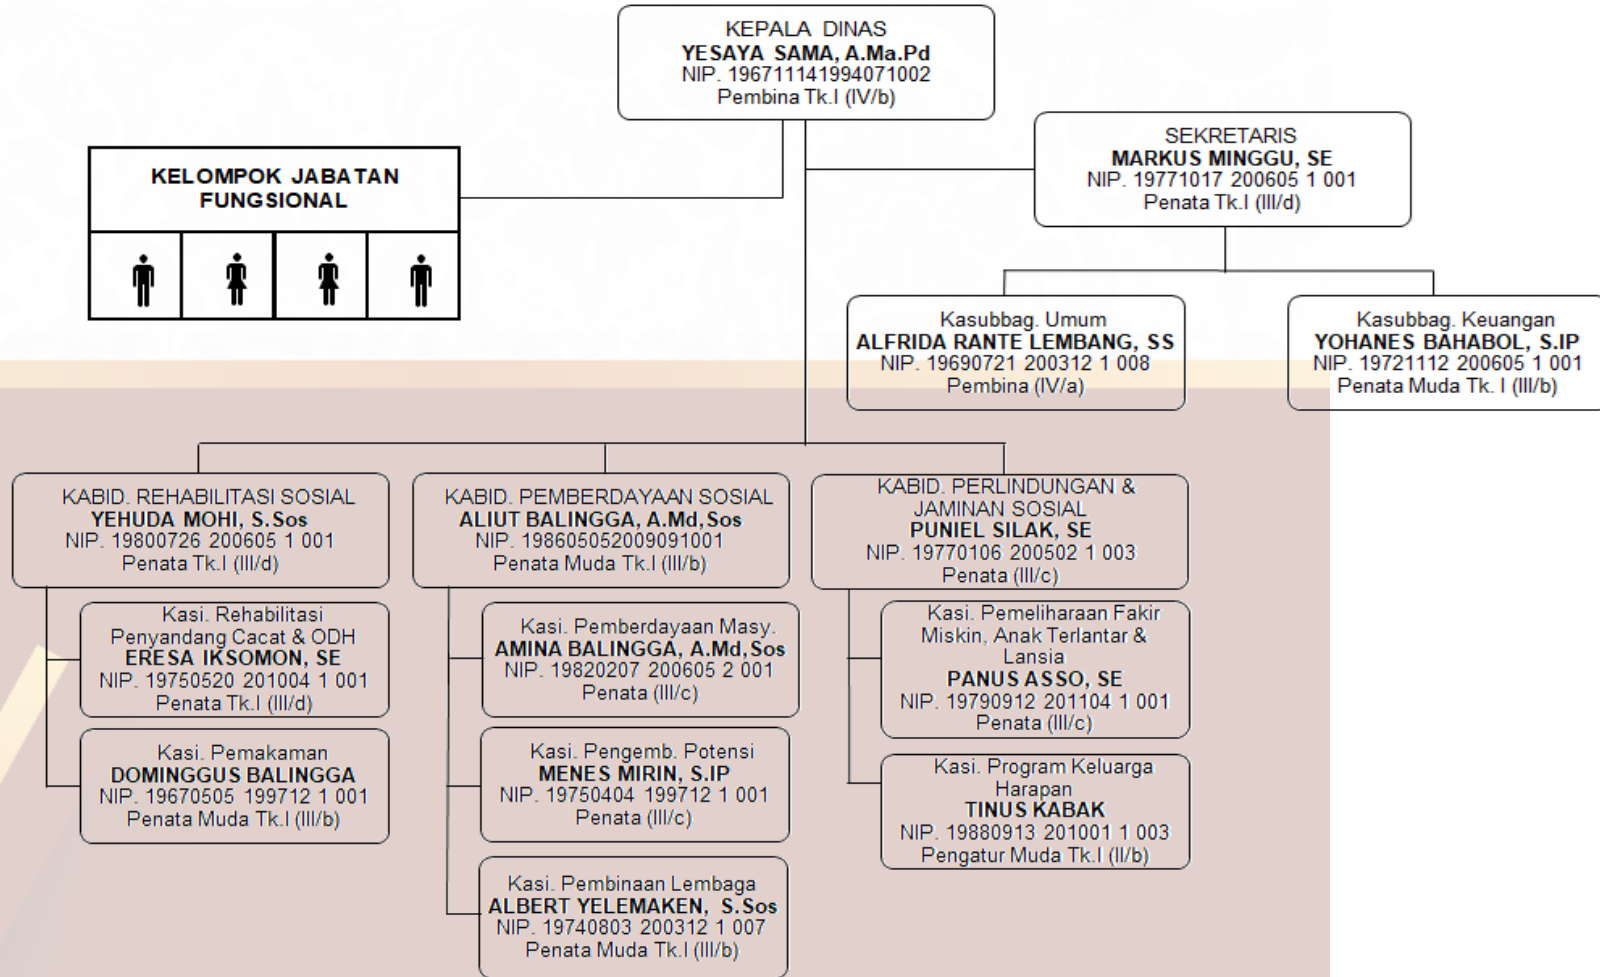 KEPALA DINAS
YESAYA SAMA, A.Ma.Pd
NIP. 196711141994071002
Pembina Tk.I (IV/b)
SEKRETARIS
MARKUS MINGGU, SE
NIP. 19771017 200605 1 001
Penata Tk.I (III/d)
KELOMPOK JABATAN
FUNGSIONAL
Kasubbag. Umum
ALFRIDA RANTE LEMBANG, SS
NIP. 19690721 200312 1 008
Pembina (IV/a)
Kasubbag. Keuangan
YOHANES BAHABOL, S.IP
NIP. 19721112 200605 1 001
Penata Muda Tk. I (III/b)
KABID. REHABILITASI SOSIAL
YEHUDA MOHI, S.Sos
NIP. 19800726 200605 1 001
Penata Tk.I (III/d)
Kasi. Rehabilitasi
Penyandang Cacat & ODH
ERESA IKSOMON, SE
NIP. 19750520 201004 1 001
Penata Tk.I (III/d)
Kasi. Pemakaman
DOMINGGUS BALINGGA
NIP. 19670505 199712 1 001
Penata Muda Tk.I (III/b)
KABID. PEMBERDAYAAN SOSIAL
ALIUT BALINGGA, A.Md,Sos
NIP. 198605052009091001
Penata Muda Tk.I (III/b)
Kasi. Pemberdayaan Masy.
AMINA BALINGGA, A.Md,Sos
NIP. 19820207 200605 2 001
Penata (III/c)
Kasi. Pengemb. Potensi
MENES MIRIN, S.IP
NIP. 19750404 199712 1 001
Penata (III/c)
Kasi. Pembinaan Lembaga
ALBERT YELEMAKEN, S.Sos
NIP. 19740803 200312 1 007
Penata Muda Tk.I (III/b)
KABID. PERLINDUNGAN &
JAMINAN SOSIAL
PUNIEL SILAK, SE
NIP. 19770106 200502 1 003
Penata (III/c)
Kasi. Pemeliharaan Fakir
Miskin, Anak Terlantar &
Lansia
PANUS ASSO, SE
NIP. 19790912 201104 1 001
Penata (III/c)
Kasi. Program Keluarga
Harapan
TINUS KABAK
NIP. 19880913 201001 1 003
Pengatur Muda Tk.I (II/b)